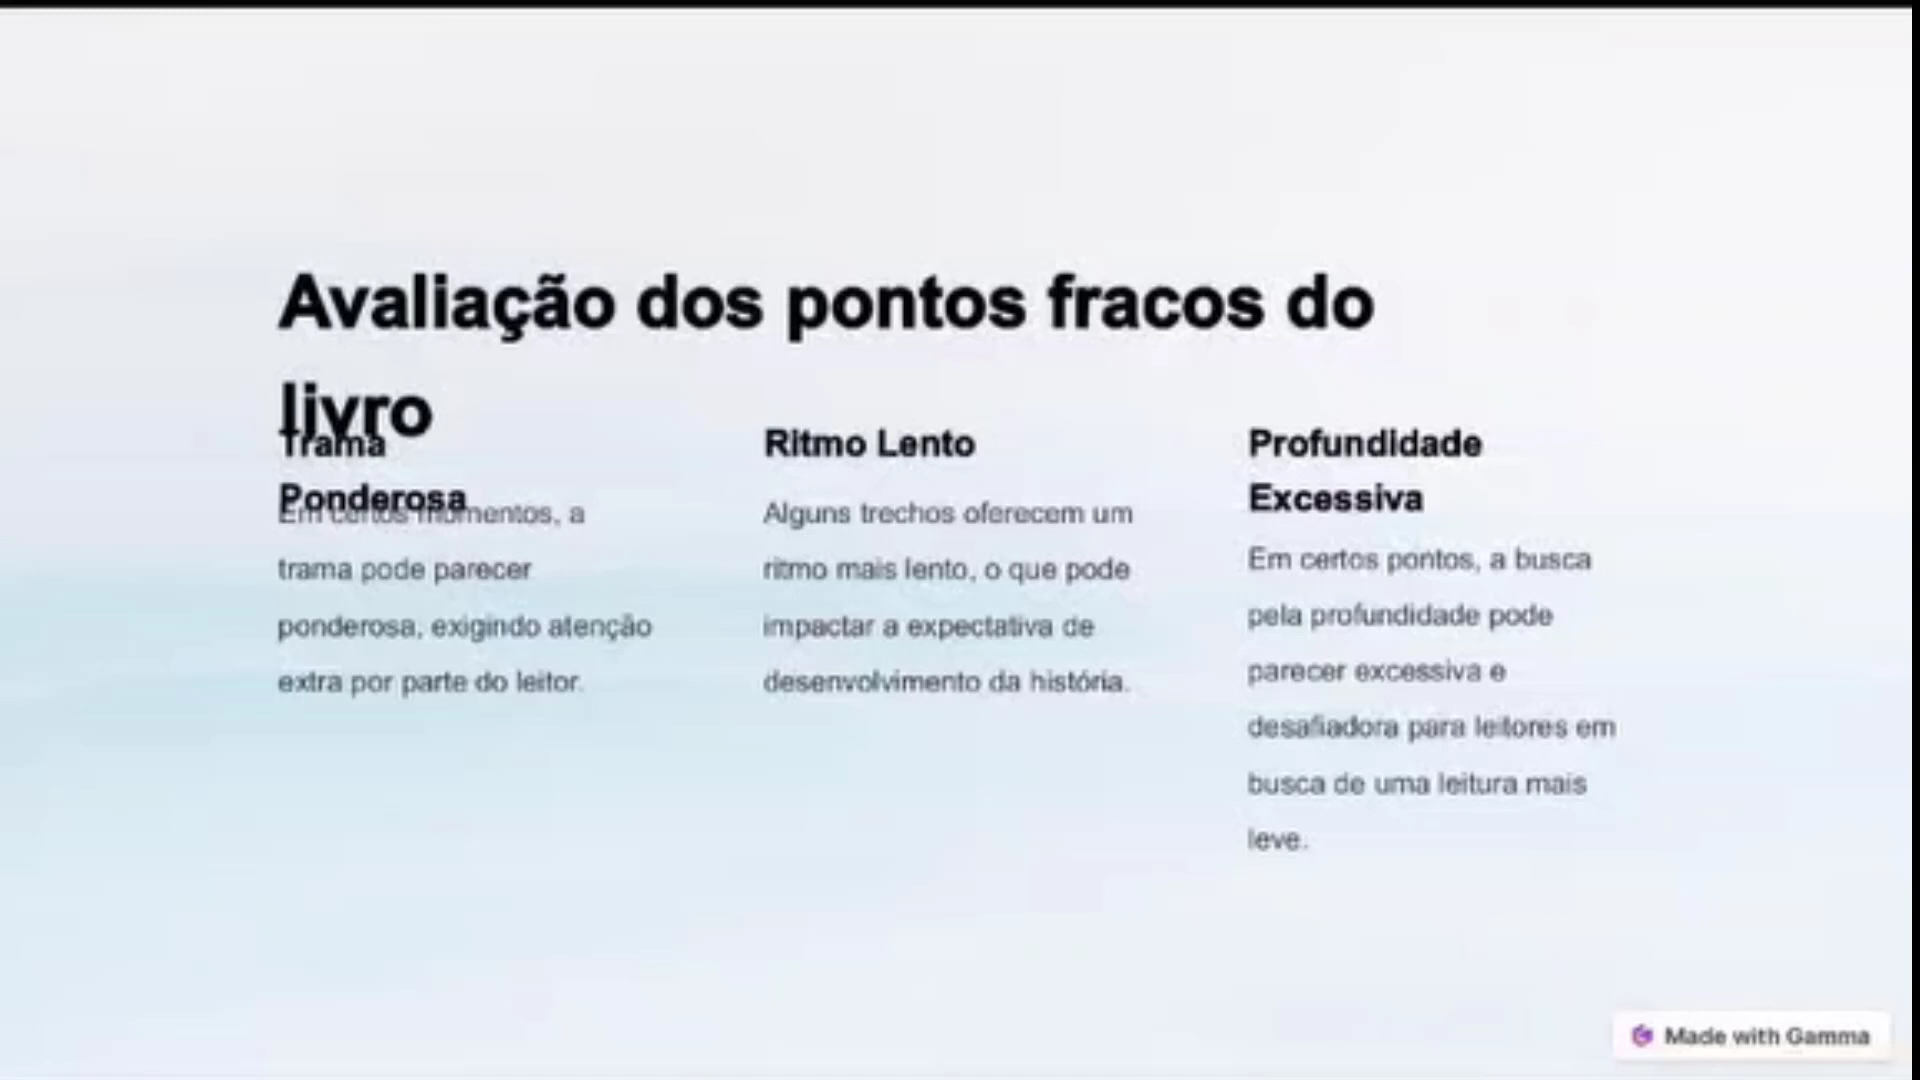 Avaliação dos pontos fracos do
livro
Trama
Ponderosa
Em certos momentos, a
trama pode parecer
ponderosa, exigindo atenção
extra por parte do leitor.
Ritmo Lento
Alguns trechos oferecem um
ritmo mais lento, o que pode
impactar a expectativa de
desenvolvimento da história.
Profundidade
Excessiva
Em certos pontos, a busca
pela profundidade pode
parecer excessiva e
desafiadora para leitores em
busca de uma leitura mais
leve.
Made with Gamma